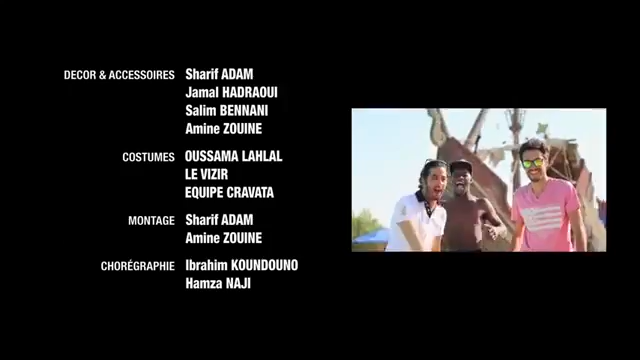 DECOR & ACCESSOIRES Sharif ADAM
Jamal HADRAOUI
Salim BENNANI
Amine ZOUINE
COSTUMES OUSSAMA LAHLAL
LE VIZIR
EQUIPE CRAVATA
MONTAGE Sharif ADAM
Amine ZOUINE
CHORÉGRAPHIE Ibrahim KOUNDOUNO
Hamza NAJI